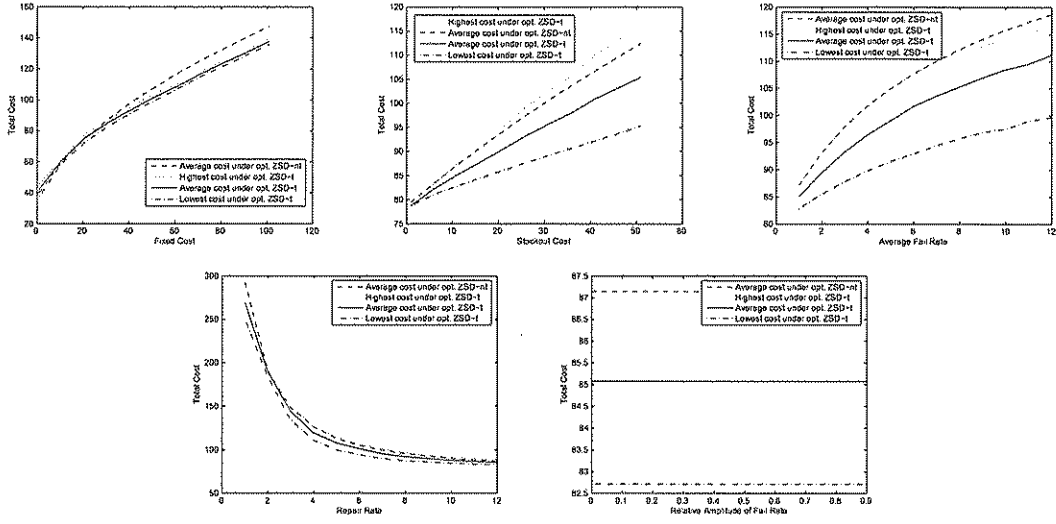 160
140
120
100
80
60
40
20
0
20
40
60
80
100
120
Total Cost
Fixed Cost
Average cost under opt. ZSD-nt
Highest cost under opt. ZSD-t
Average cost under opt. ZSD-t
Lowest cost under opt. ZSD-t
120
115
110
105
100
95
90
85
80
75
0
10
20
30
40
50
60
Total Cost
Stockout Cost
Highest cost under opt. ZSD-t
Average cost under opt. ZSD-nt
Average cost under opt. ZSD-t
Lowest cost under opt. ZSD-t
120
115
110
105
100
95
90
85
80
0
2
4
6
8
10
12
Total Cost
Average Fail Rate
Average cost under opt. ZSD-nt
Highest cost under opt. ZSD-t
Average cost under opt. ZSD-t
Lowest cost under opt. ZSD-t
300
250
200
150
100
50
0
2
4
6
8
10
12
Total Cost
Repair Rate
Average cost under opt. ZSD-nt
Highest cost under opt. ZSD-t
Average cost under opt. ZSD-t
Lowest cost under opt. ZSD-t
87.5
87
86.5
86
85.5
85
84.5
84
83.5
83
82.5
0
0.1
0.2
0.3
0.4
0.5
0.6
0.7
0.8
0.9
Total Cost
Relative Amplitude of Fail Rate
Average cost under opt. ZSD-nt
Highest cost under opt. ZSD-t
Average cost under opt. ZSD-t
Lowest cost under opt. ZSD-t